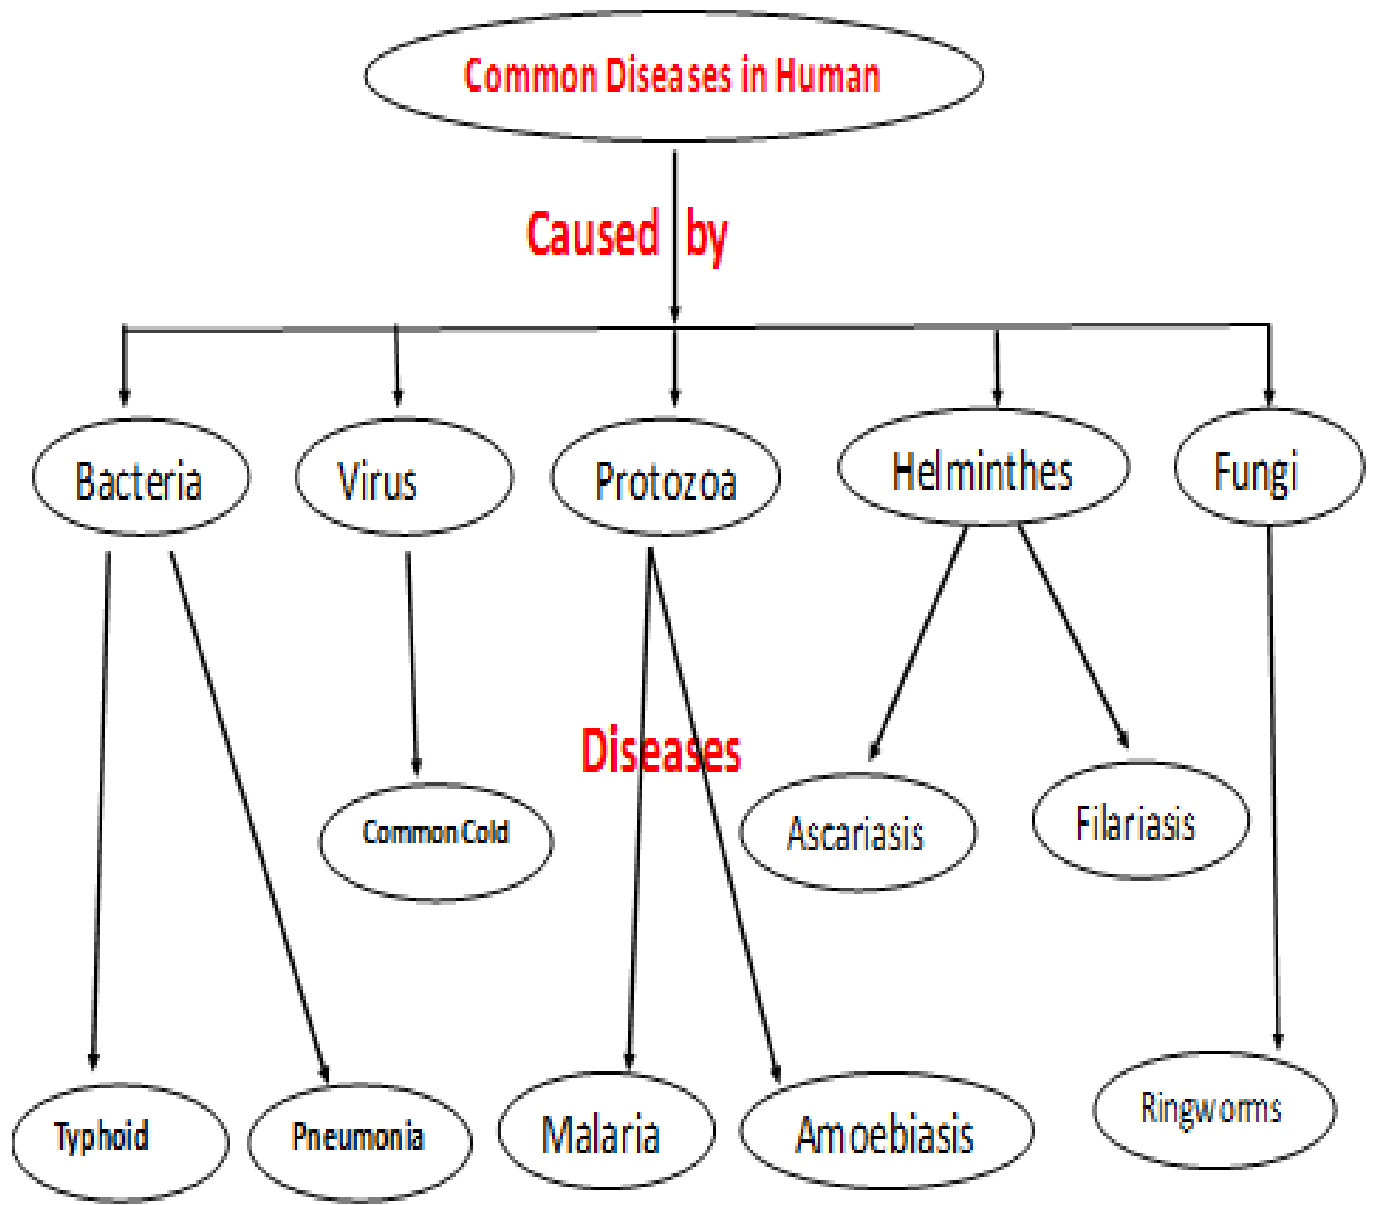 Common Diseases in Human
Caused by
Bacteria
Virus
Protozoa
Helminthes
Fungi
Diseases
Common Cold
Ascariasis
Filariasis
Typhoid
Pneumonia
Malaria
Amoebiasis
Ringworms